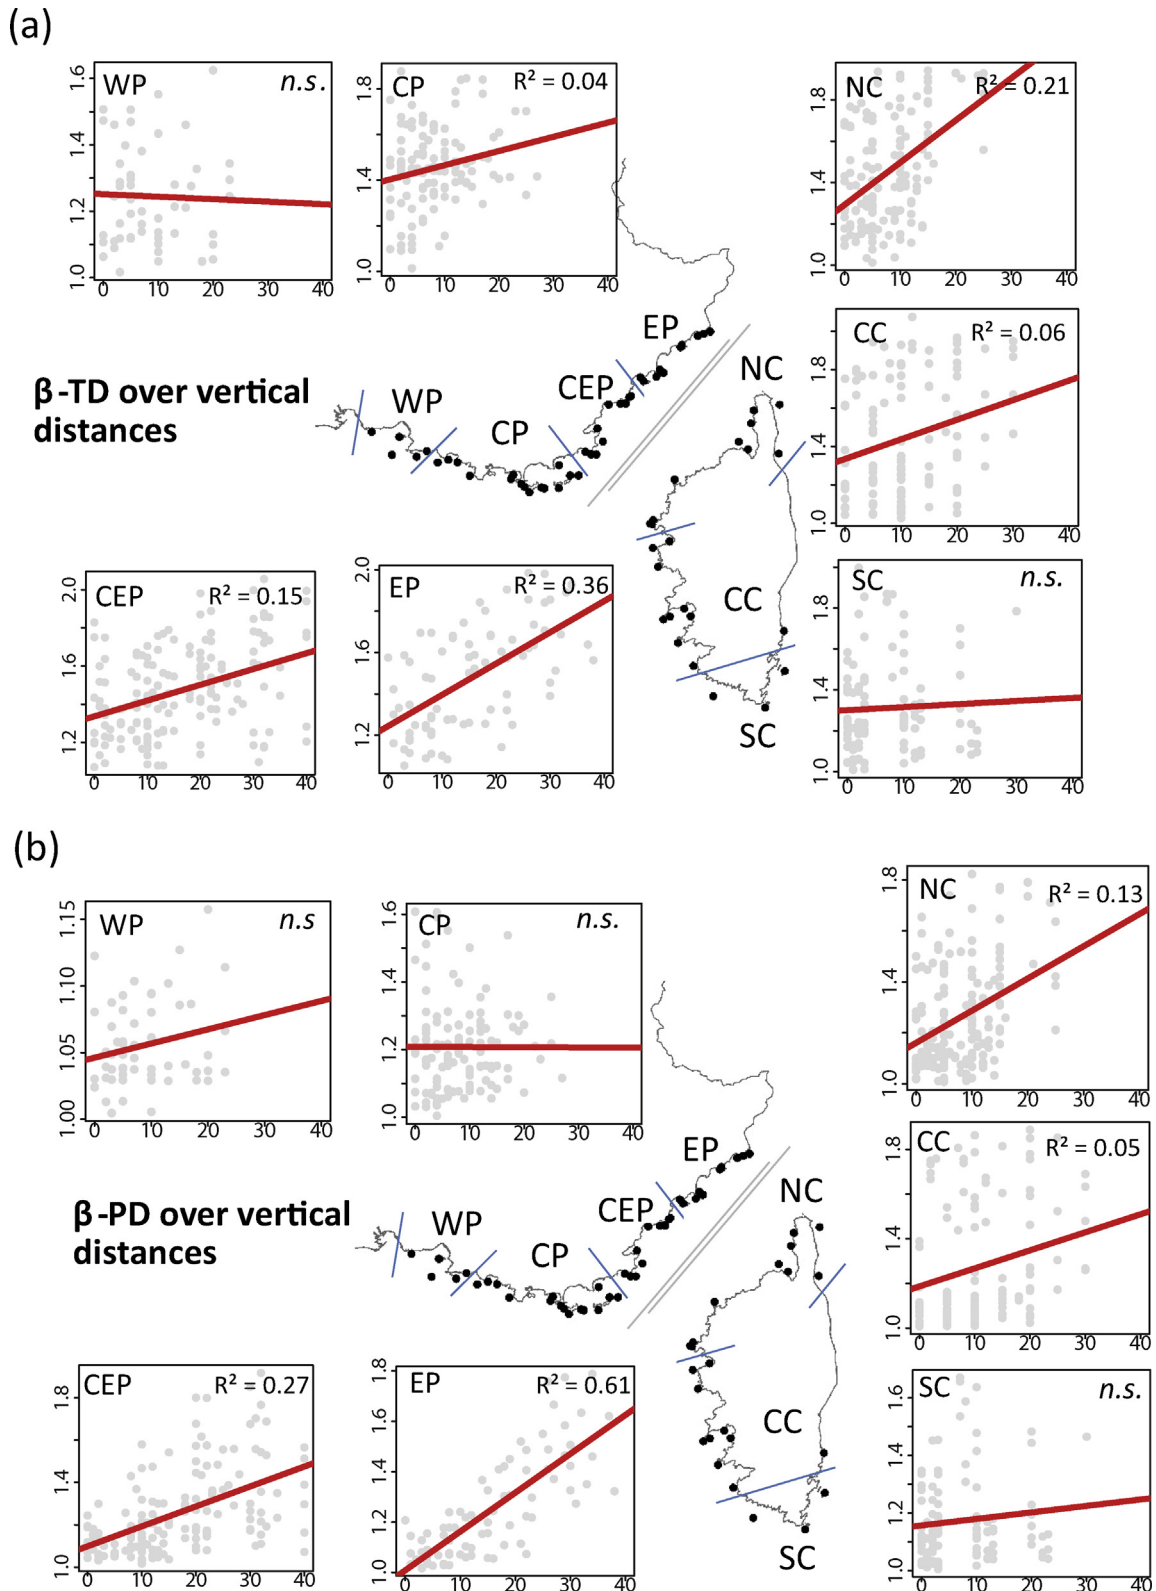 (a)
WP
n.s.
1.6
1.4
1.2
1.0
0 10 20 30 40
CP
R² = 0.04
1.8
1.4
1.0
0 10 20 30 40
NC
R² = 0.21
1.8
1.4
1.0
0 10 20 30 40
β-TD over vertical
distances
WP
CP
CEP
EP
NC
CC
SC
CC
R² = 0.06
1.8
1.4
1.0
0 10 20 30 40
CEP
R² = 0.15
2.0
1.6
1.2
0 10 20 30 40
EP
R² = 0.36
2.0
1.6
1.2
0 10 20 30 40
SC
n.s.
1.8
1.4
1.0
0 10 20 30 40
(b)
WP
n.s
1.15
1.10
1.05
1.00
0 10 20 30 40
CP
n.s.
1.6
1.4
1.2
1.0
0 10 20 30 40
NC
R² = 0.13
1.8
1.4
1.0
0 10 20 30 40
β-PD over vertical
distances
WP
CP
CEP
EP
NC
CC
SC
CC
R² = 0.05
1.8
1.4
1.0
0 10 20 30 40
CEP
R² = 0.27
1.8
1.4
1.0
0 10 20 30 40
EP
R² = 0.61
1.8
1.6
1.4
1.2
1.0
0 10 20 30 40
SC
n.s.
1.6
1.4
1.2
1.0
0 10 20 30 40